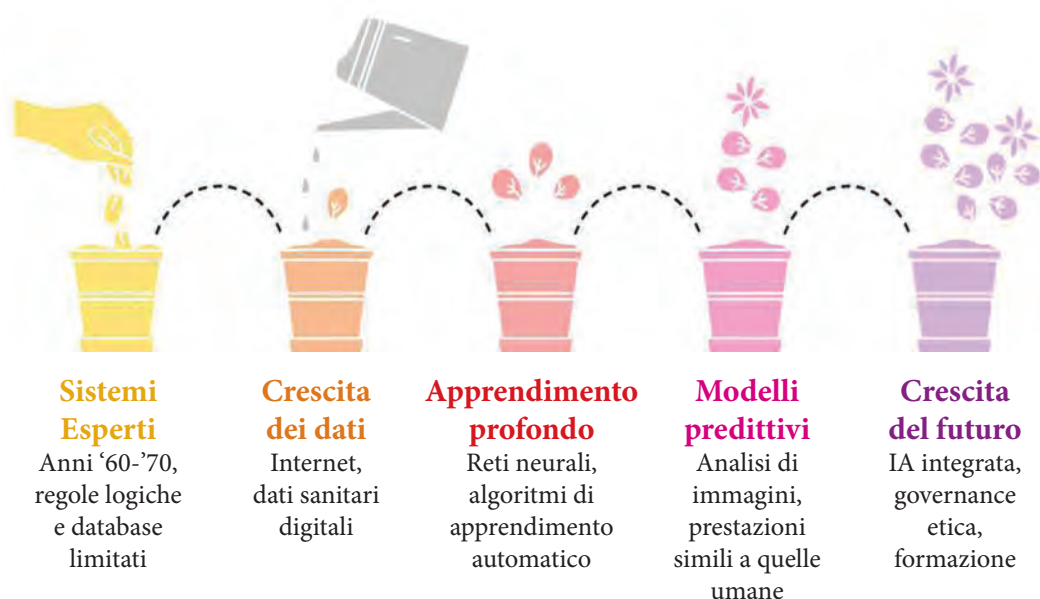 Sistemi
Esperti
Anni ‘60-’70,
regole logiche
e database
limitati
Crescita
dei dati
Internet,
dati sanitari
digitali
Apprendimento
profondo
Reti neurali,
algoritmi di
apprendimento
automatico
Modelli
predittivi
Analisi di
immagini,
prestazioni
simili a quelle
umane
Crescita
del futuro
IA integrata,
governance
etica,
formazione